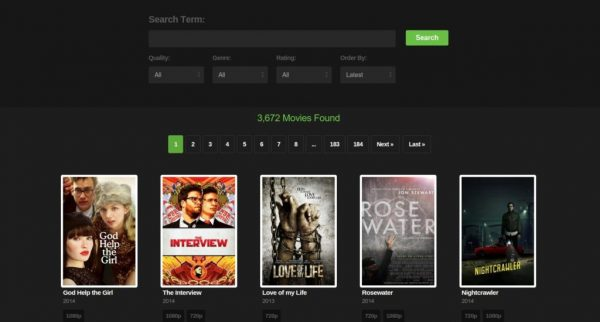 Search Term:
Search
Quality: Genre: Rating: Order By:
All All All Latest
3,672 Movies Found
1 2 3 4 5 6 7 8 ... 183 184 Next » Last »
God
Help the
Girl
THE
INTERVIEW
LOVE OF MY LIFE
JON STEWART
ROSE
WATER
NIGHTCRAWLER
God Help the Girl The Interview Love of my Life Rosewater Nightcrawler
2014 2014 2013 2014 2014
1080p 1080p 720p 720p 720p 1080p 720p 1080p